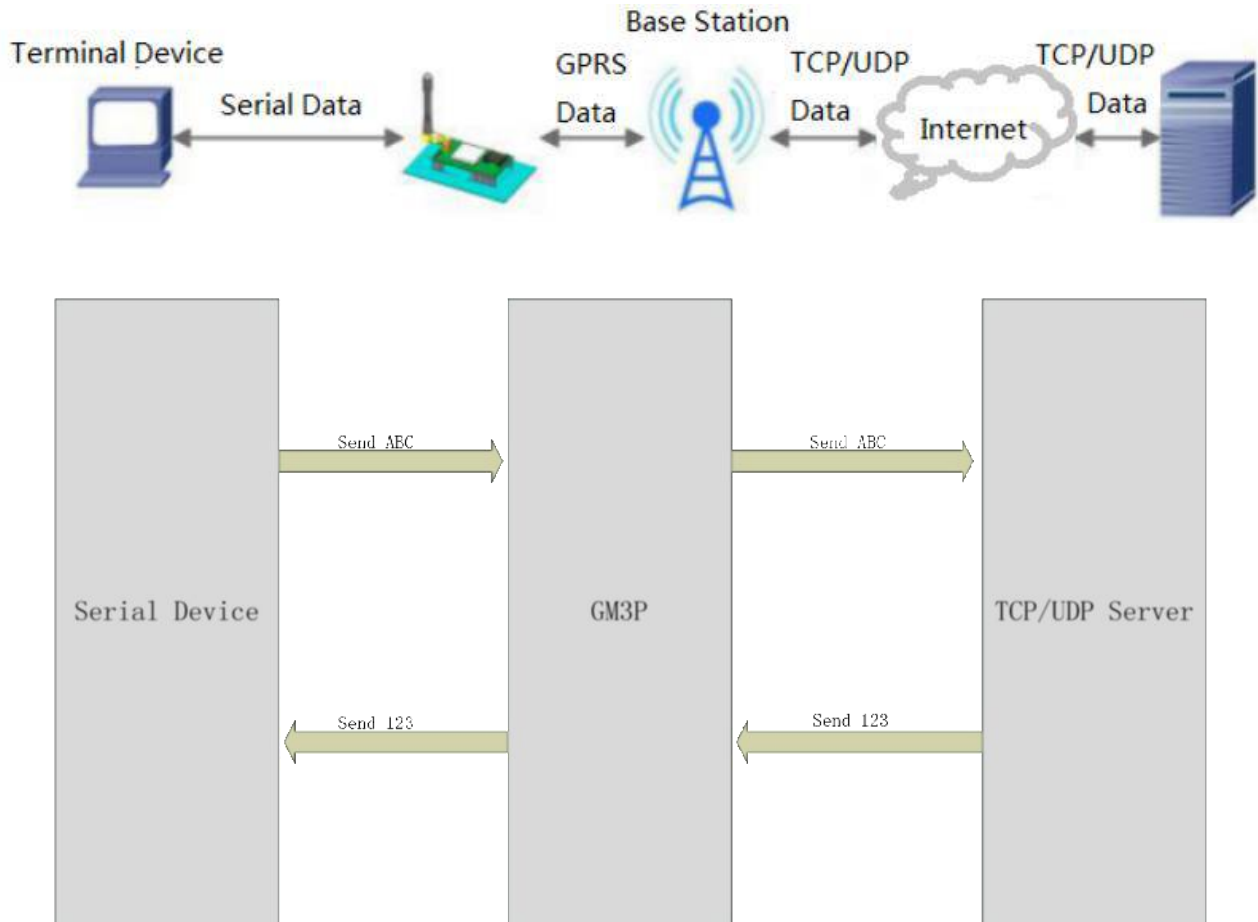 Base Station
Terminal Device
GPRS
TCP/UDP
TCP/UDP
Serial Data
Data
Data
Internet
Data
Send ABC
Send ABC
Serial Device
GM3P
TCP/UDP Server
Send 123
Send 123